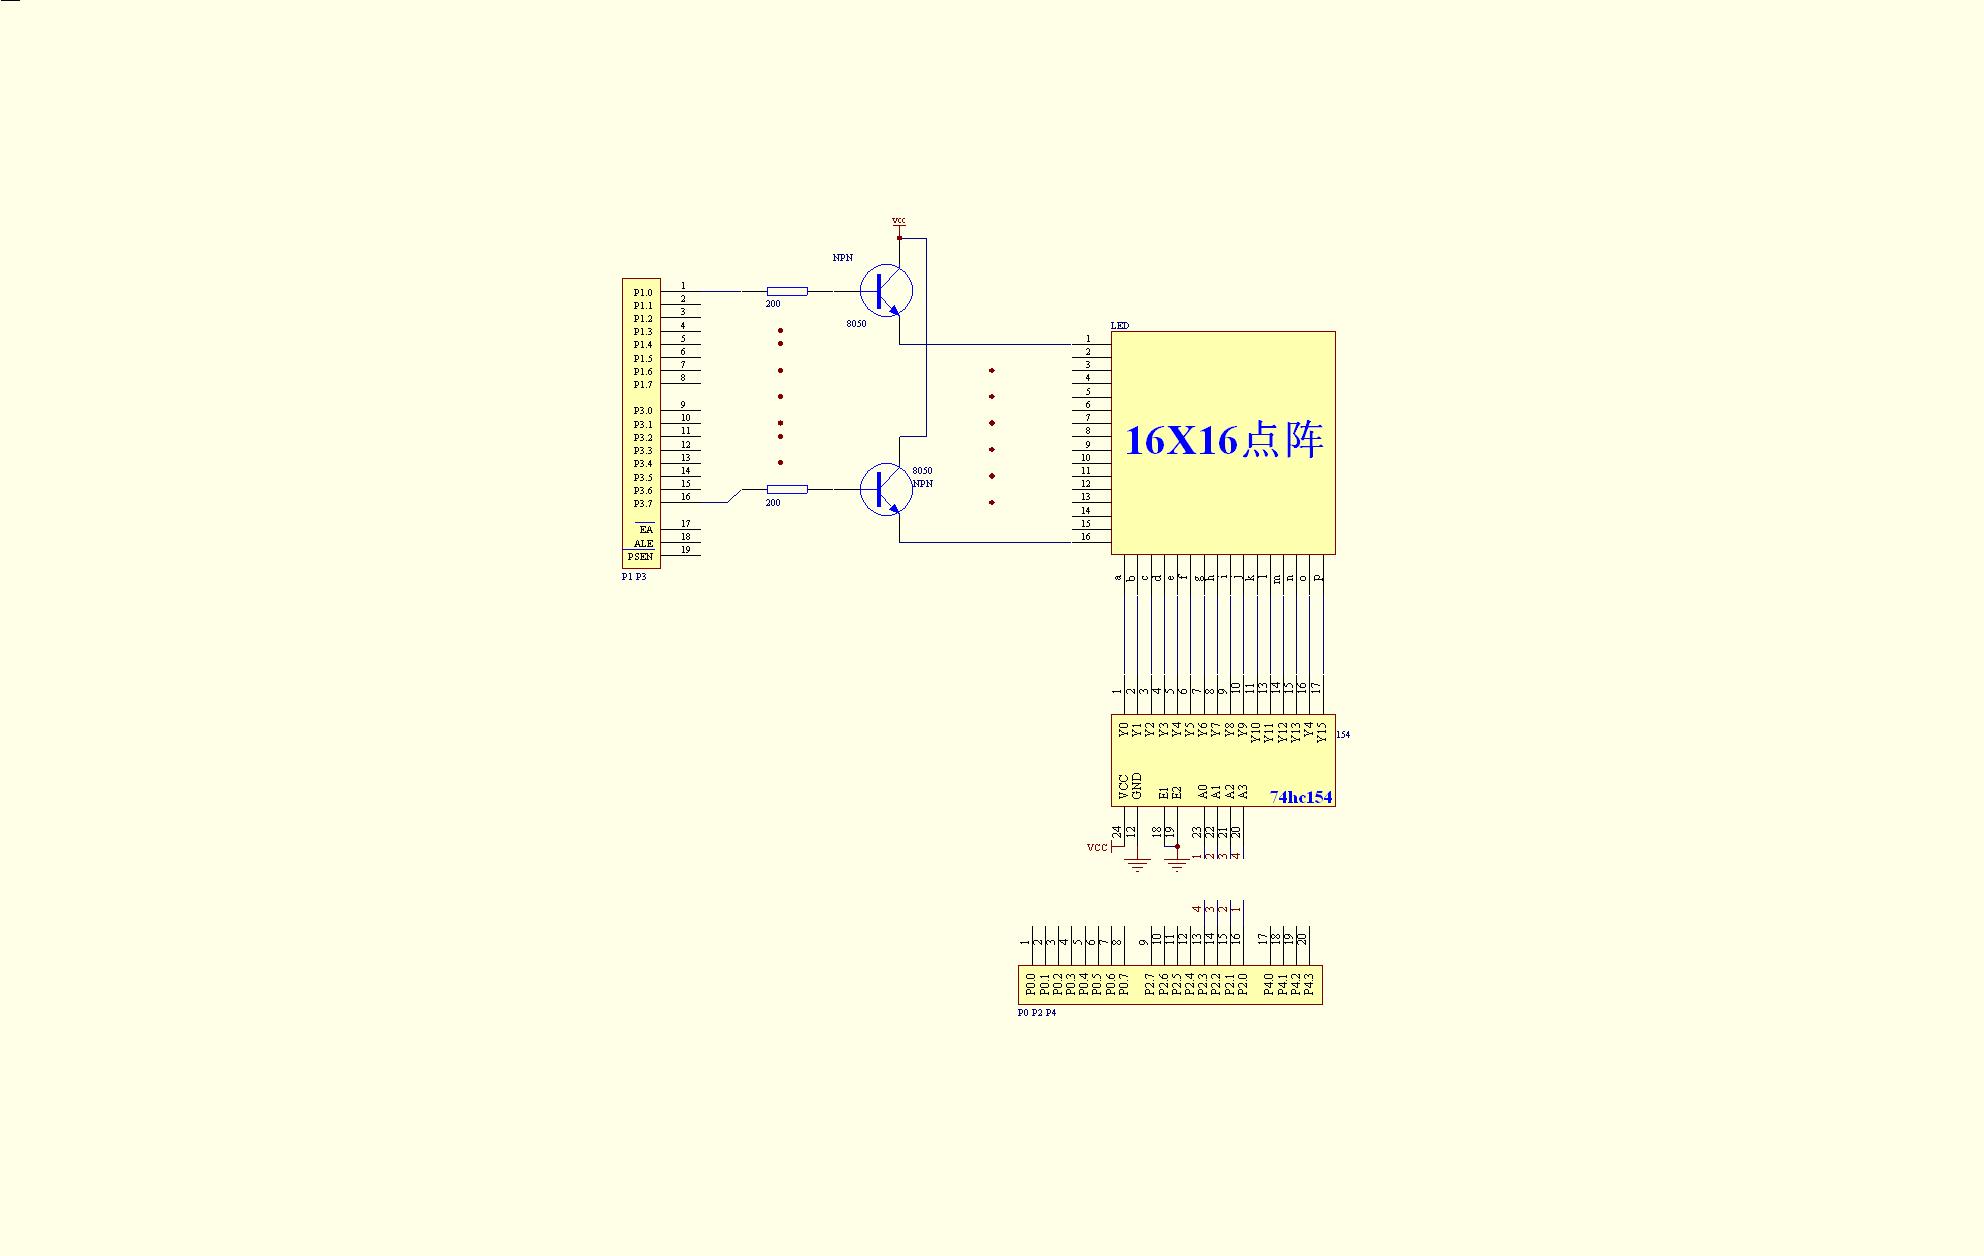 vcc
NPN
8050
200
P1.0 1
P1.1 2
P1.2 3
P1.3 4
P1.4 5
P1.5 6
P1.6 7
P1.7 8
P3.0 9
P3.1 10
P3.2 11
P3.3 12
P3.4 13
P3.5 14
P3.6 15
P3.7 16
EA 17
ALE 18
PSEN 19
P1 P3
200
8050
NPN
LED
1
2
3
4
5
6
7
8
9
10
11
12
13
14
15
16
16X16点阵
a b c d e f g h i j k l m n o p
1 2 3 4 5 6 7 8 9 10 11 13 14 15 16 17
Y0 Y1 Y2 Y3 Y4 Y5 Y6 Y7 Y8 Y9 Y10 Y11 Y12 Y13 Y4 Y15
154
VCC GND E1 E2 A0 A1 A2 A3
74hc154
24 12 18 19 23 22 21 20
VCC
1 2 3 4
4 3 2 1
1 2 3 4 5 6 7 8 9 10 11 12 13 14 15 16 17 18 19 20
P0.0 P0.1 P0.2 P0.3 P0.4 P0.5 P0.6 P0.7 P2.7 P2.6 P2.5 P2.4 P2.3 P2.2 P2.1 P2.0 P4.0 P4.1 P4.2 P4.3
P0 P2 P4